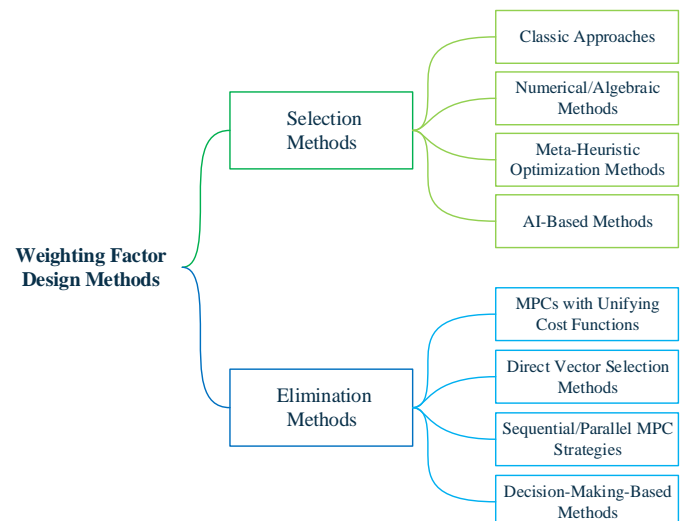 Weighting Factor
Design Methods
Selection
Methods
Classic Approaches
Numerical/Algebraic
Methods
Meta-Heuristic
Optimization Methods
AI-Based Methods
Elimination
Methods
MPCs with Unifying
Cost Functions
Direct Vector Selection
Methods
Sequential/Parallel MPC
Strategies
Decision-Making-Based
Methods